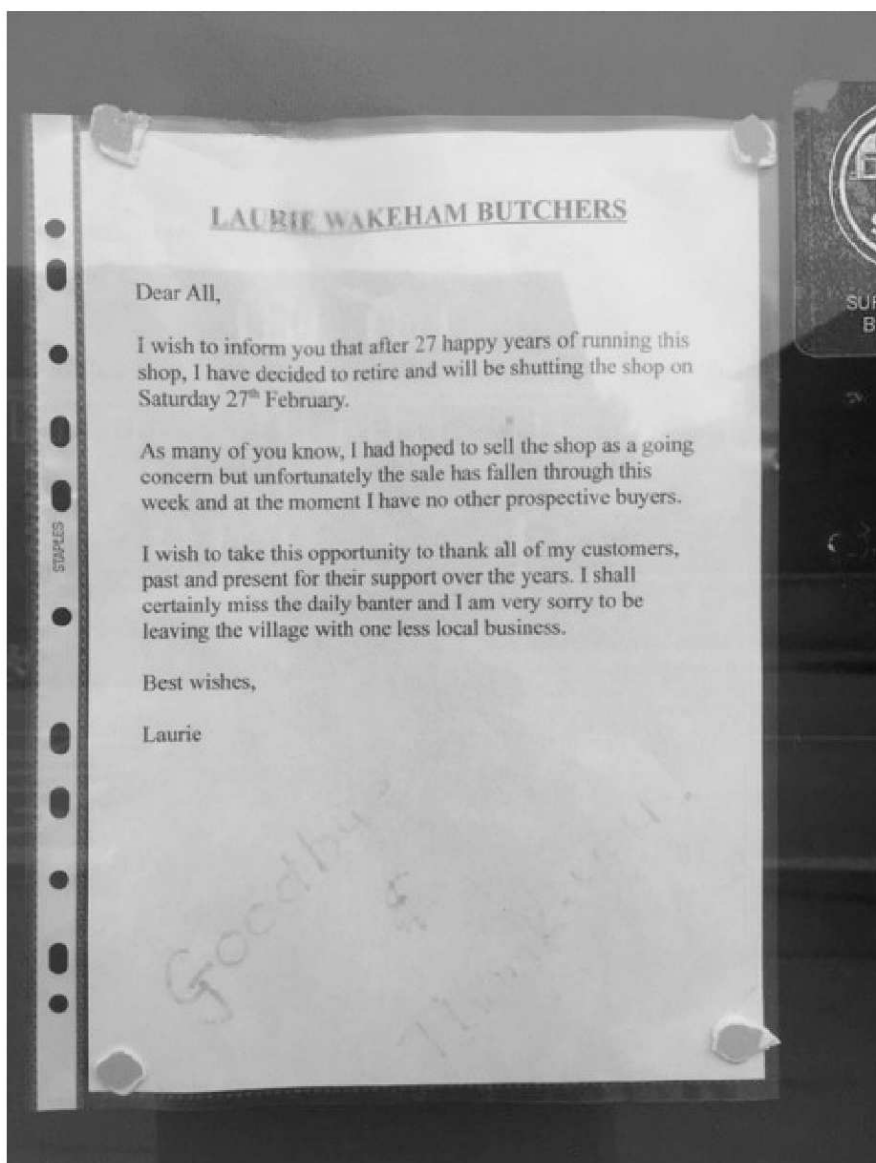 LAURIE WAKEHAM BUTCHERS
Dear All,
I wish to inform you that after 27 happy years of running this
shop, I have decided to retire and will be shutting the shop on
Saturday 27th February.
As many of you know, I had hoped to sell the shop as a going
concern but unfortunately the sale has fallen through this
week and at the moment I have no other prospective buyers.
I wish to take this opportunity to thank all of my customers,
past and present for their support over the years. I shall
certainly miss the daily banter and I am very sorry to be
leaving the village with one less local business.
Best wishes,
Laurie
Goodbye
STAPLES